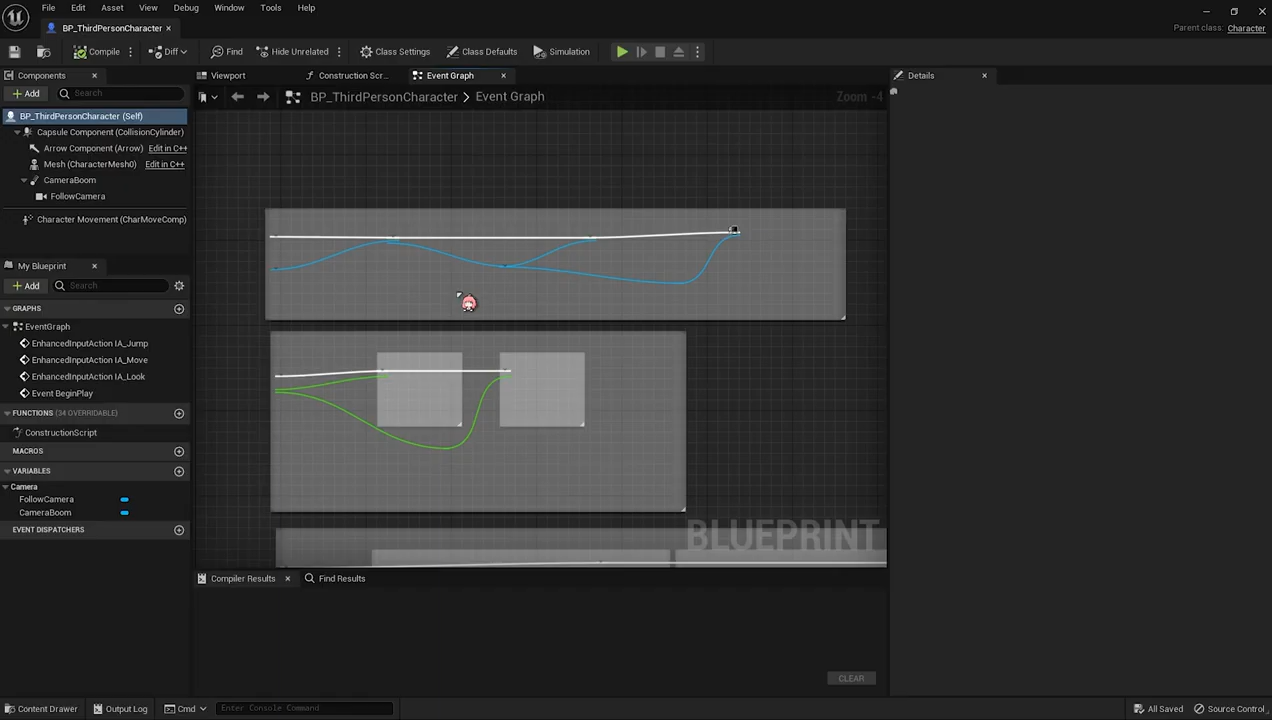 File Edit Asset View Debug Window Tools Help
BP_ThirdPersonCharacter
Parent class: Character
Compile Diff Find Hide Unrelated Class Settings Class Defaults Simulation
Components
Viewport Construction Scr... Event Graph
Details
Add Search
BP_ThirdPersonCharacter > Event Graph
Zoom -4
BP_ThirdPersonCharacter (Self)
Capsule Component (CollisionCylinder)
Arrow Component (Arrow) Edit in C++
Mesh (CharacterMesh0) Edit in C++
CameraBoom
FollowCamera
Character Movement (CharMoveComp)
My Blueprint
Add Search
GRAPHS
EventGraph
EnhancedInputAction IA_Jump
EnhancedInputAction IA_Move
EnhancedInputAction IA_Look
Event BeginPlay
FUNCTIONS (34 OVERRIDABLE)
ConstructionScript
MACROS
VARIABLES
Camera
FollowCamera
CameraBoom
EVENT DISPATCHERS
BLUEPRINT
Compiler Results Find Results
CLEAR
Content Drawer Output Log Cmd Enter Console Command All Saved Source Control